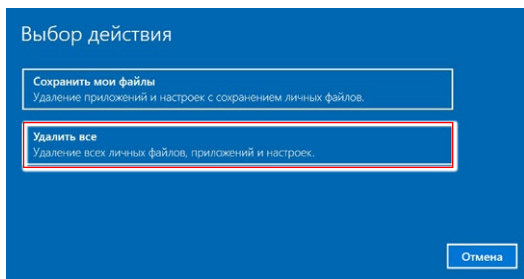 Выбор действия
Сохранить мои файлы
Удаление приложений и настроек с сохранением личных файлов.
Удалить все
Удаление всех личных файлов, приложений и настроек.
Отмена